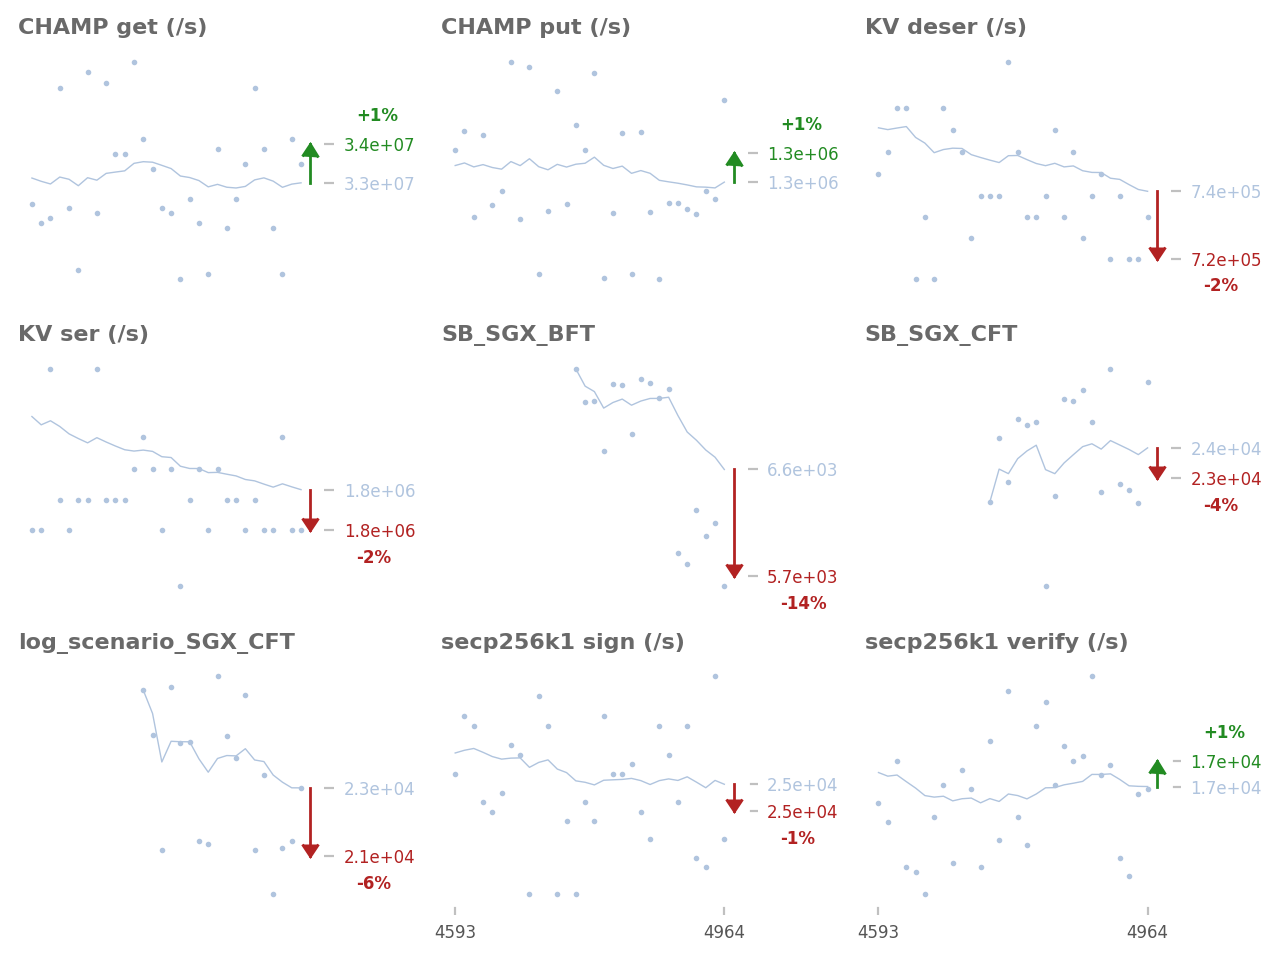 CHAMP get (/s)
CHAMP put (/s)
KV deser (/s)
+1%
3.4e+07
3.3e+07
+1%
1.3e+06
1.3e+06
7.4e+05
7.2e+05
-2%
KV ser (/s)
SB_SGX_BFT
SB_SGX_CFT
1.8e+06
1.8e+06
-2%
6.6e+03
5.7e+03
-14%
2.4e+04
2.3e+04
-4%
log_scenario_SGX_CFT
secp256k1 sign (/s)
secp256k1 verify (/s)
2.3e+04
2.1e+04
-6%
2.5e+04
2.5e+04
-1%
+1%
1.7e+04
1.7e+04
4593
4964
4593
4964